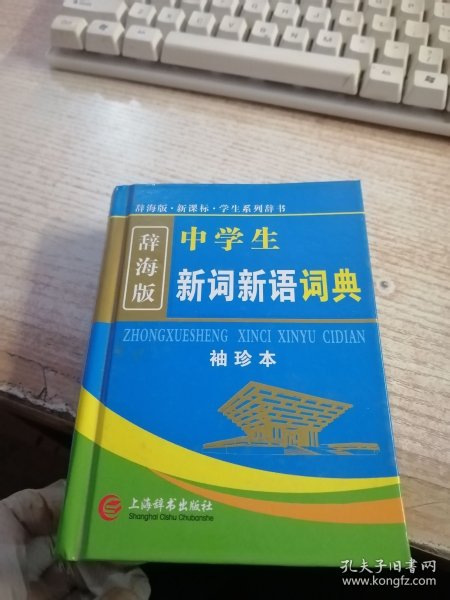 辞海版·新课标·学生系列辞书
辞海版
中学生
新词新语词典
ZHONGXUESHENG XINCI XINYU CIDIAN
袖珍本
上海辞书出版社
Shanghai Cishu Chubanshe
孔夫子旧书网
www.kongfz.com